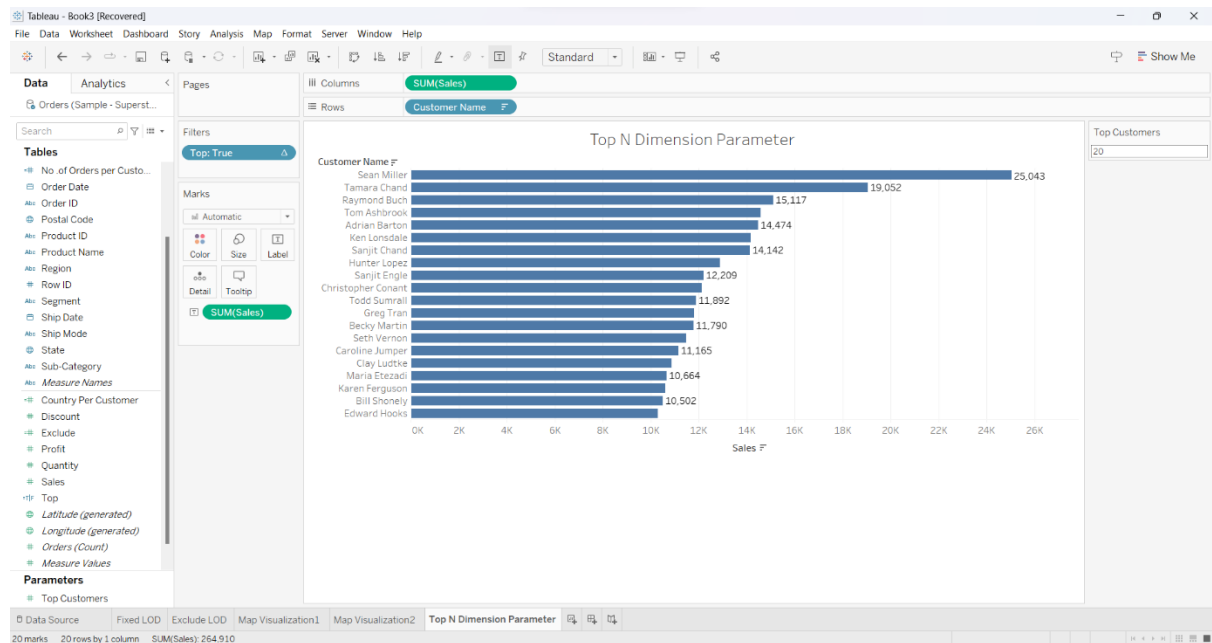 Tableau - Book3 [Recovered]
File Data Worksheet Dashboard Story Analysis Map Format Server Window Help
Standard
Show Me
Data Analytics
Orders (Sample - Superst...
Search
Tables
No .of Orders per Custo...
Order Date
Abc Order ID
Postal Code
Abc Product ID
Abc Product Name
Abc Region
# Row ID
Abc Segment
Ship Date
Abc Ship Mode
State
Abc Sub-Category
Abc Measure Names
Country Per Customer
# Discount
=# Exclude
# Profit
# Quantity
# Sales
=T|F Top
Latitude (generated)
Longitude (generated)
# Orders (Count)
# Measure Values
Parameters
# Top Customers
Pages
Filters
Top: True
Marks
Automatic
Color Size Label
Detail Tooltip
SUM(Sales)
Columns SUM(Sales)
Rows Customer Name
Top N Dimension Parameter
Customer Name
Sean Miller 25,043
Tamara Chand 19,052
Raymond Buch 15,117
Tom Ashbrook
Adrian Barton 14,474
Ken Lonsdale
Sanjit Chand 14,142
Hunter Lopez
Sanjit Engle 12,209
Christopher Conant
Todd Sumrall 11,892
Greg Tran
Becky Martin 11,790
Seth Vernon
Caroline Jumper 11,165
Clay Ludtke
Maria Etezadi 10,664
Karen Ferguson
Bill Shonely 10,502
Edward Hooks
0K 2K 4K 6K 8K 10K 12K 14K 16K 18K 20K 22K 24K 26K
Sales
Top Customers
20
Data Source Fixed LOD Exclude LOD Map Visualization1 Map Visualization2 Top N Dimension Parameter
20 marks 20 rows by 1 column SUM(Sales): 264,910